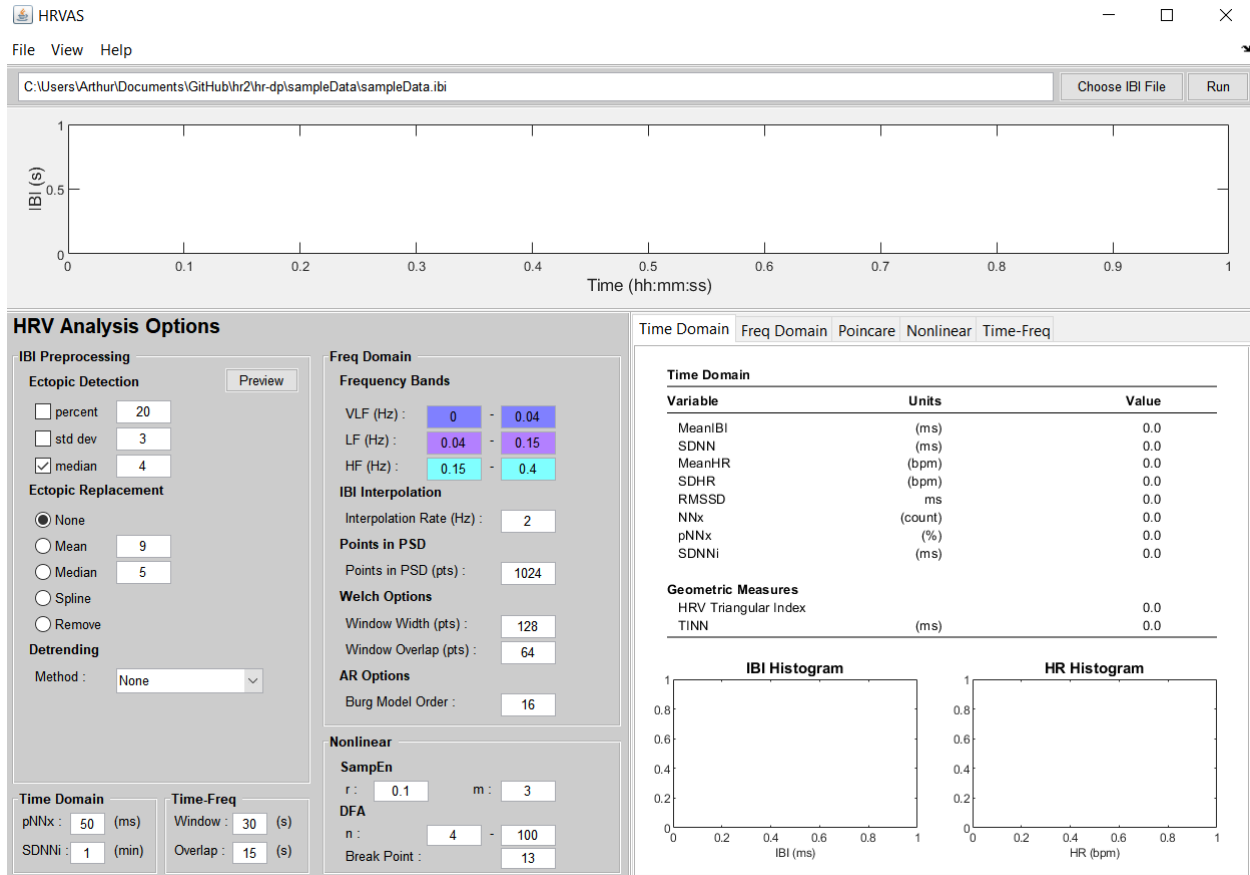 HRVAS
File View Help
C:\Users\Arthur\Documents\GitHub\hr2\hr-dp\sampleData\sampleData.ibi
Choose IBI File
Run
IBI (s)
1
0.5
0
0 0.1 0.2 0.3 0.4 0.5 0.6 0.7 0.8 0.9 1
Time (hh:mm:ss)
HRV Analysis Options
IBI Preprocessing
Ectopic Detection
Preview
percent 20
std dev 3
median 4
Ectopic Replacement
None
Mean 9
Median 5
Spline
Remove
Detrending
Method : None
Time Domain
pNNx : 50 (ms)
SDNNi : 1 (min)
Time-Freq
Window : 30 (s)
Overlap : 15 (s)
Freq Domain
Frequency Bands
VLF (Hz) : 0 - 0.04
LF (Hz) : 0.04 - 0.15
HF (Hz) : 0.15 - 0.4
IBI Interpolation
Interpolation Rate (Hz) : 2
Points in PSD
Points in PSD (pts) : 1024
Welch Options
Window Width (pts) : 128
Window Overlap (pts) : 64
AR Options
Burg Model Order : 16
Nonlinear
SampEn
r : 0.1 m : 3
DFA
n : 4 - 100
Break Point : 13
Time Domain Freq Domain Poincare Nonlinear Time-Freq
Time Domain
Variable Units Value
MeanIBI (ms) 0.0
SDNN (ms) 0.0
MeanHR (bpm) 0.0
SDHR (bpm) 0.0
RMSSD ms 0.0
NNx (count) 0.0
pNNx (%) 0.0
SDNNi (ms) 0.0
Geometric Measures
HRV Triangular Index 0.0
TINN (ms) 0.0
IBI Histogram
1
0.8
0.6
0.4
0.2
0
0 0.2 0.4 0.6 0.8 1
IBI (ms)
HR Histogram
1
0.8
0.6
0.4
0.2
0
0 0.2 0.4 0.6 0.8 1
HR (bpm)